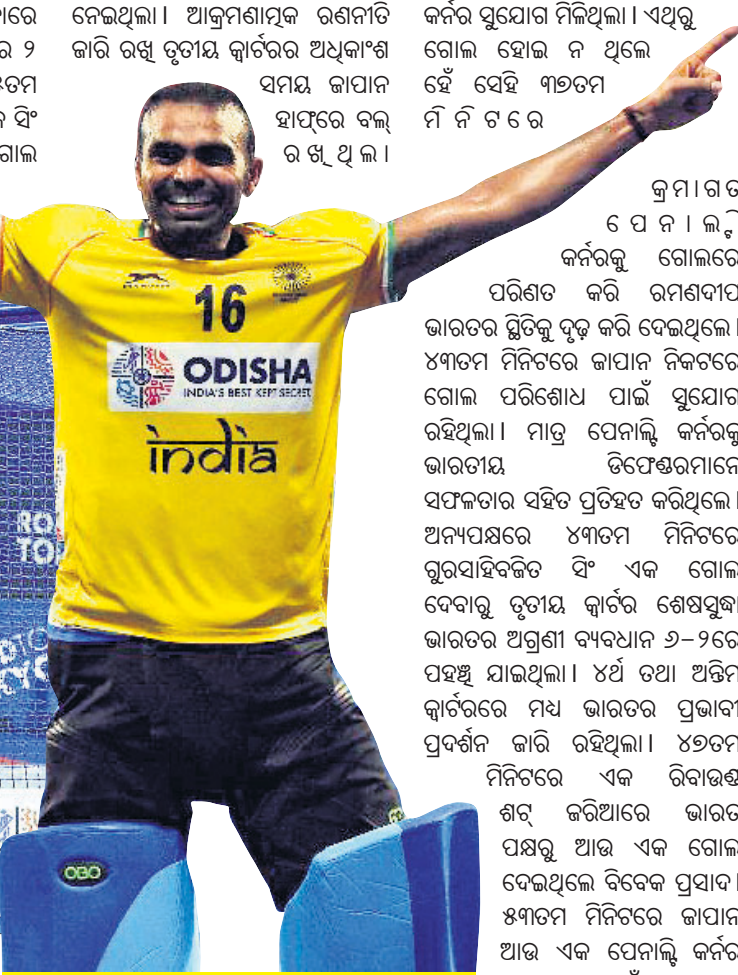 ାରେ
ର ୨
୫ତମ
ସିଂ
ଗୋଲ
ନେଇଥିଲା । ଆକ୍ରମଣାତ୍ମକ ରଣନୀତି
ଜାରି ରଖି ତୃତୀୟ କ୍ୱାର୍ଟରର ଅଧିକାଂଶ
ସମୟ ଜାପାନ
ହାଫ୍‌ରେ ବଲ୍
ରଖିଥିଲା ।
କର୍ନର ସୁଯୋଗ ମିଳିଥିଲା । ଏଥିରୁ
ଗୋଲ ହୋଇ ନ ଥିଲେ
ହେଁ ସେହି ୩୭ତମ
ମିନିଟରେ
କ୍ରମାଗତ
ପେନାଲ୍ଟି
କର୍ନରକୁ ଗୋଲରେ
ପରିଣତ କରି ରମଣଦୀପ
ଭାରତର ସ୍ଥିତିକୁ ଦୃଢ଼ କରି ଦେଇଥିଲେ ।
୪୩ତମ ମିନିଟରେ ଜାପାନ ନିକଟରେ
ଗୋଲ ପରିଶୋଧ ପାଇଁ ସୁଯୋଗ
ରହିଥିଲା । ମାତ୍ର ପେନାଲ୍ଟି କର୍ନରକୁ
ଭାରତୀୟ ଡିଫେଣ୍ଡରମାନେ
ସଫଳତାର ସହିତ ପ୍ରତିହତ କରିଥିଲେ ।
ଅନ୍ୟପକ୍ଷରେ ୪୩ତମ ମିନିଟରେ
ଗୁରସାହିବଜିତ ସିଂ ଏକ ଗୋଲ
ଦେବାରୁ ତୃତୀୟ କ୍ୱାର୍ଟର ଶେଷସୁଦ୍ଧା
ଭାରତର ଅଗ୍ରଣୀ ବ୍ୟବଧାନ ୬-୨ରେ
ପହଞ୍ଚି ଯାଇଥିଲା । ୪ର୍ଥ ତଥା ଅନ୍ତିମ
କ୍ୱାର୍ଟରରେ ମଧ୍ୟ ଭାରତର ପ୍ରଭାବୀ
ପ୍ରଦର୍ଶନ ଜାରି ରହିଥିଲା । ୪୭ତମ
ମିନିଟରେ ଏକ ରିବାଉଣ୍ଡ
ଶଟ୍ ଜରିଆରେ ଭାରତ
ପକ୍ଷରୁ ଆଉ ଏକ ଗୋଲ
ଦେଇଥିଲେ ବିବେକ ପ୍ରସାଦ ।
୫୩ତମ ମିନିଟରେ ଜାପାନ
ଆଉ ଏକ ପେନାଲ୍ଟି କର୍ନର
16
ODISHA
INDIA'S BEST KEPT SECRET
india
OBO